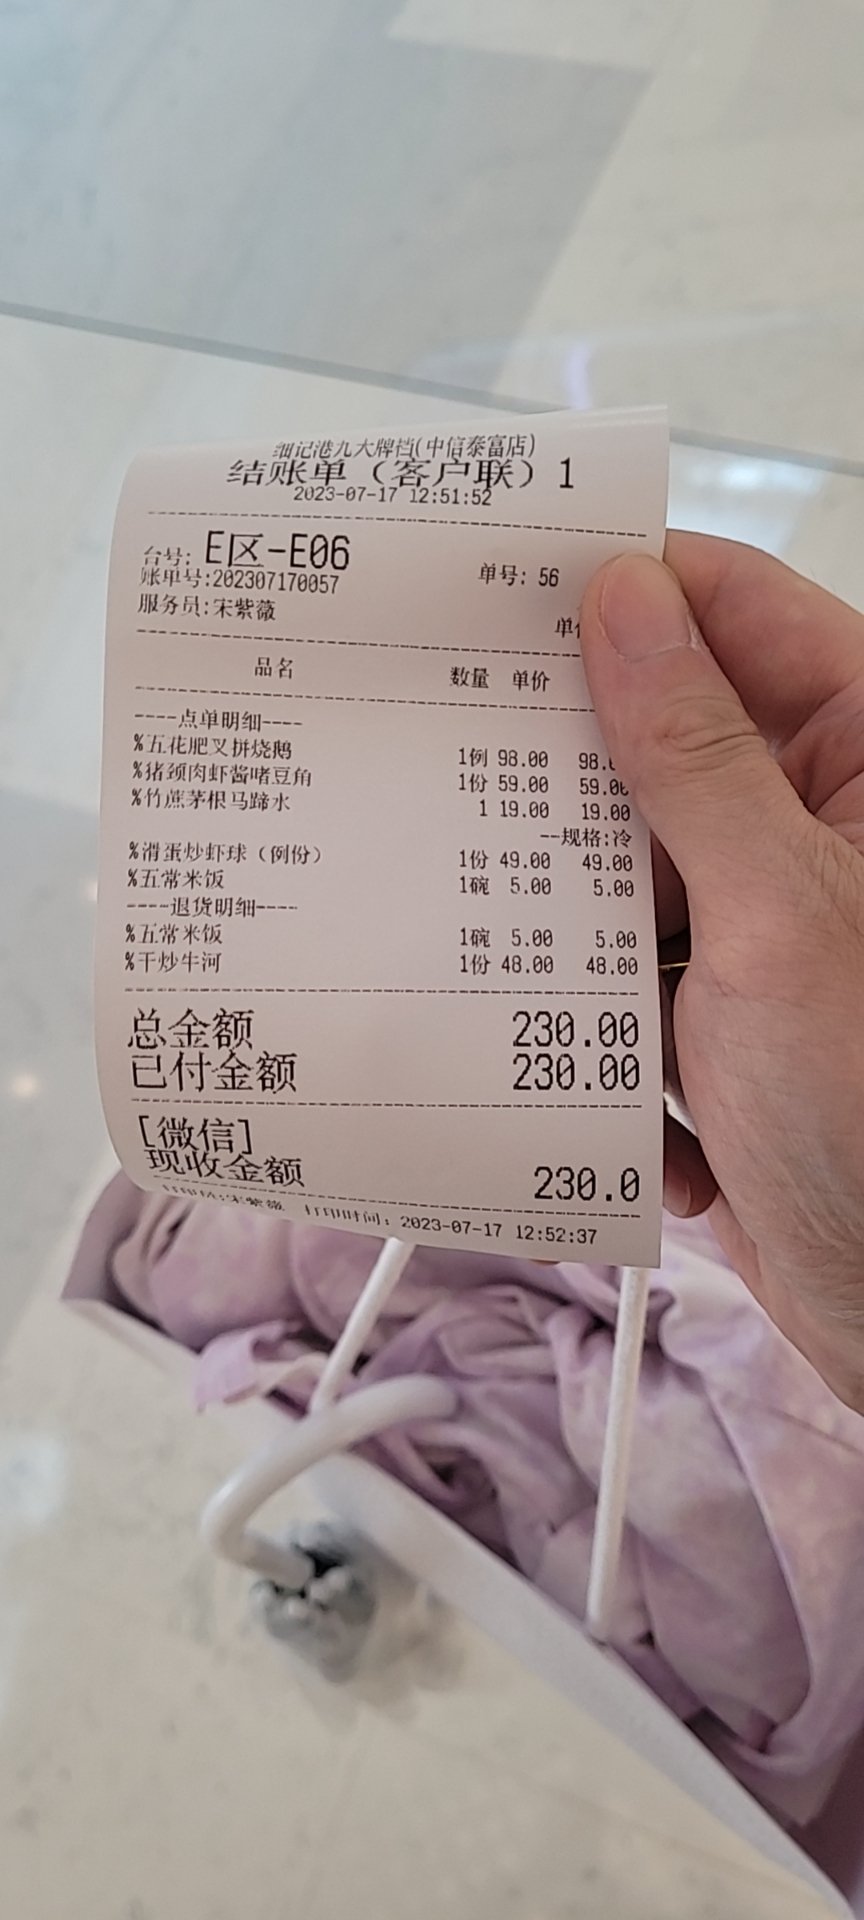 细记港九大牌档(中信泰富店)
结账单（客户联）1
2023-07-17 12:51:52
台号: E区-E06 单号: 56
账单号:202307170057
服务员:宋紫薇
品名 数量 单价
----点单明细----
%五花肥叉拼烧鹅 1例 98.00 98.
%猪颈肉虾酱啫豆角 1份 59.00 59.00
%竹蔗茅根马蹄水 1 19.00 19.00
--规格:冷
%滑蛋炒虾球（例份） 1份 49.00 49.00
%五常米饭 1碗 5.00 5.00
----退货明细----
%五常米饭 1碗 5.00 5.00
%干炒牛河 1份 48.00 48.00
总金额 230.00
已付金额 230.00
[微信]
现收金额 230.0
宋紫薇 打印时间: 2023-07-17 12:52:37